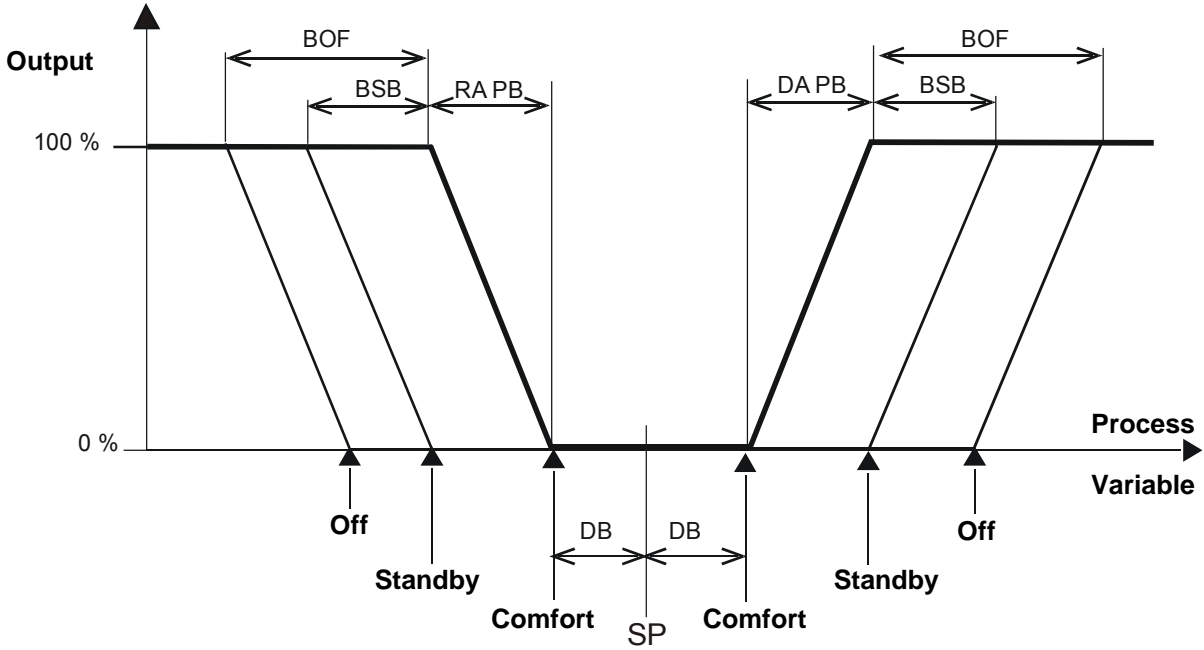 BOF
BOF
Output
BSB
RA PB
DA PB
BSB
100 %
0 %
Process
Variable
Off
DB
DB
Off
Standby
Standby
Comfort
Comfort
SP